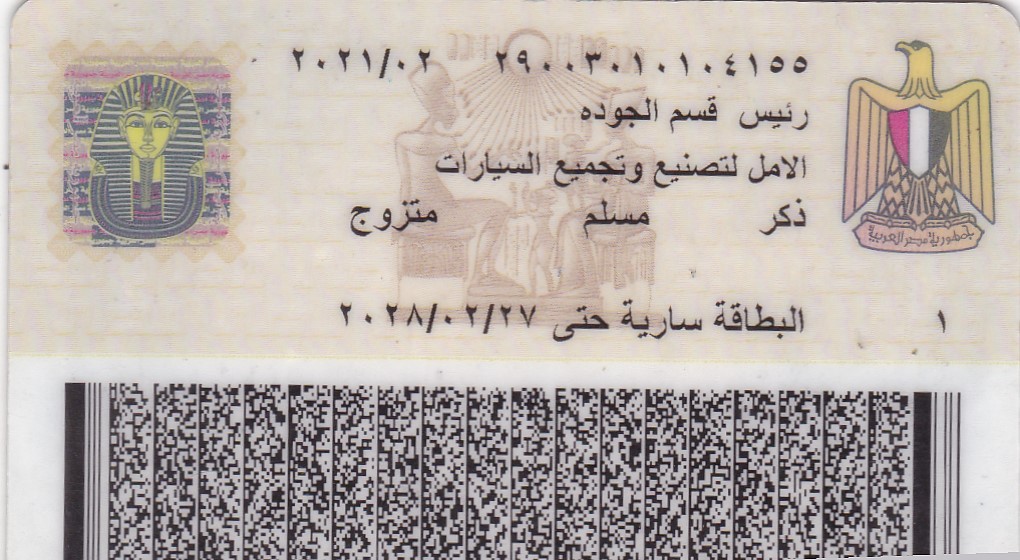 ٢٩٠٠٣٠١٠١٠٤١٥٥ ٢٠٢١/٠٢
رئيس قسم الجوده
الامل لتصنيع وتجميع السيارات
ذكر مسلم متزوج
البطاقة سارية حتى ٢٠٢٨/٠٢/٢٧
١
جمهورية مصر العربية